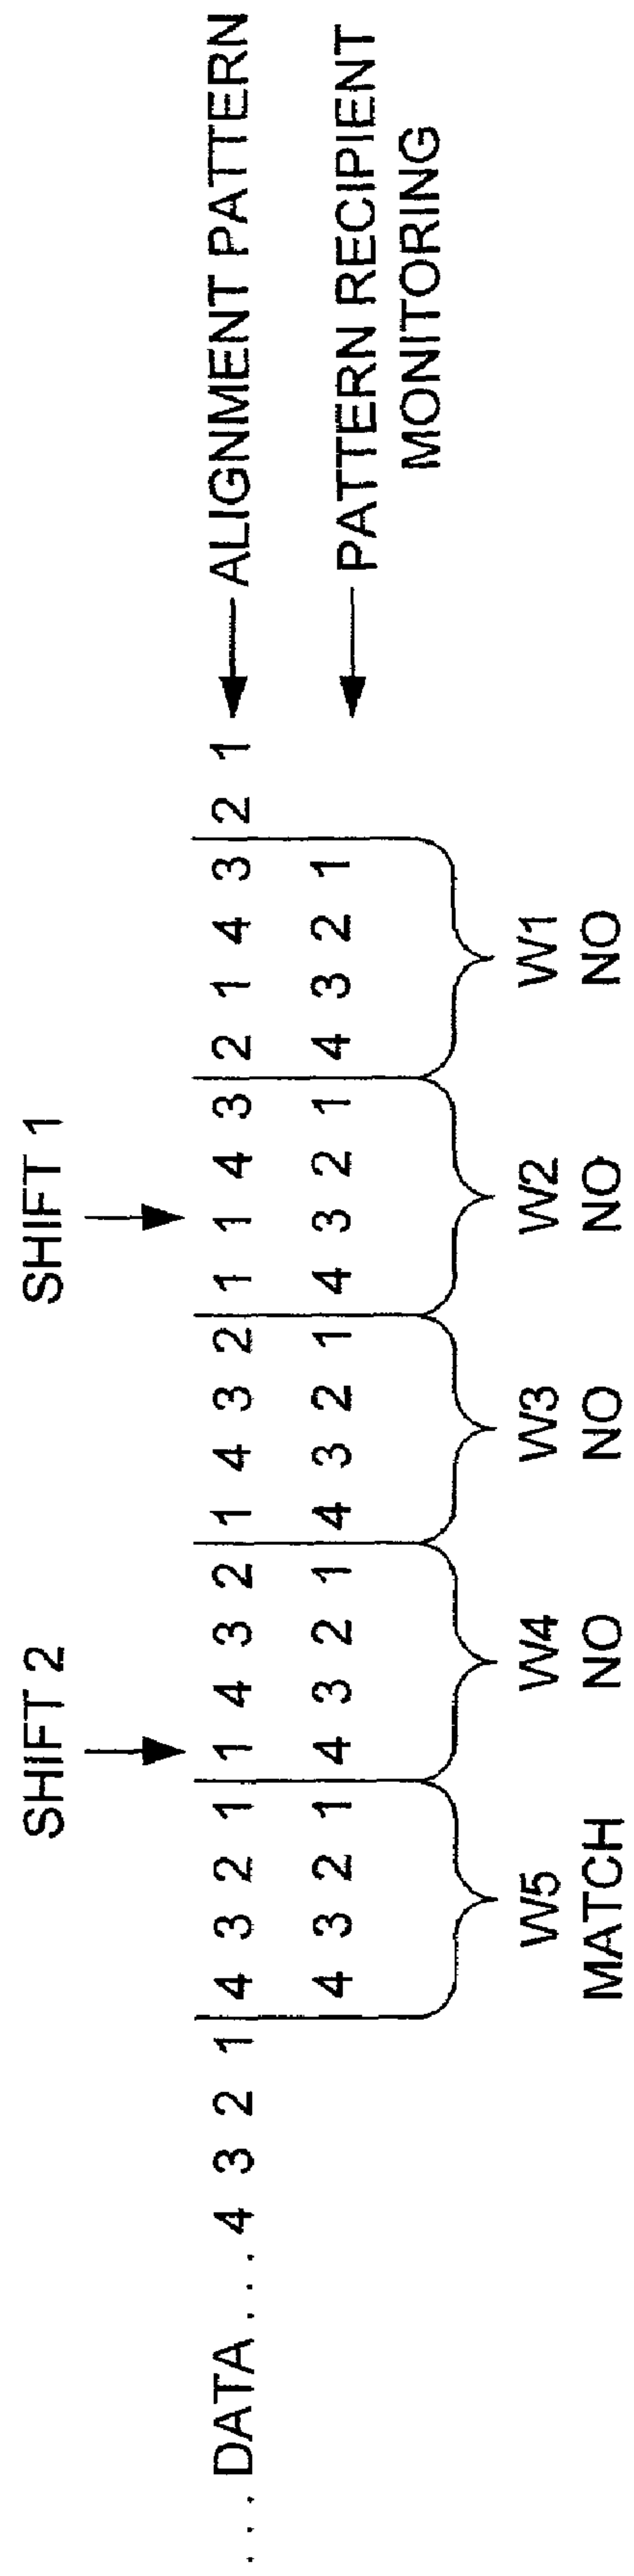 SHIFT 2 SHIFT 1
. . . DATA . . . 4 3 2 1 4 3 2 1 1 4 3 2 1 4 3 2 1 1 4 3 2 1 4 3 2 1 ALIGNMENT PATTERN
4 3 2 1 4 3 2 1 4 3 2 1 4 3 2 1 4 3 2 1 PATTERN RECIPIENT
MONITORING
W5 W4 W3 W2 W1
MATCH NO NO NO NO